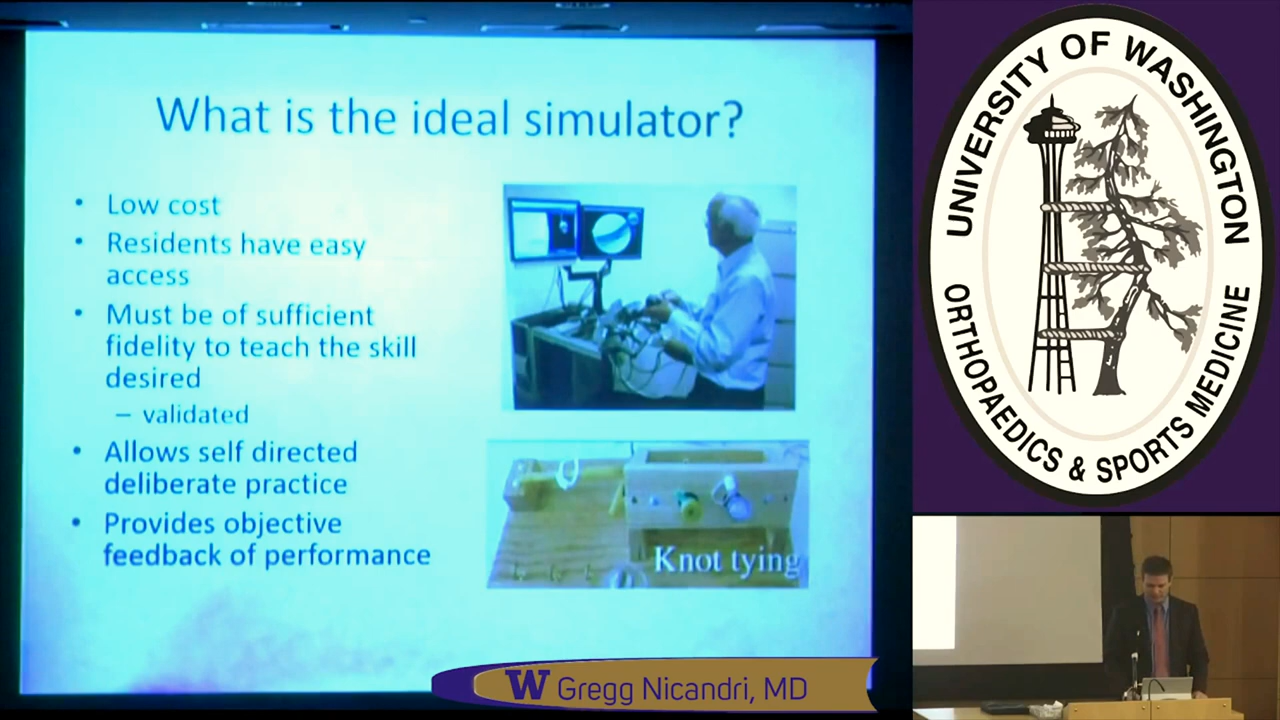 What is the ideal simulator?
• Low cost
• Residents have easy
access
• Must be of sufficient
fidelity to teach the skill
desired
– validated
• Allows self directed
deliberate practice
• Provides objective
feedback of performance
Knot tying
W Gregg Nicandri, MD
UNIVERSITY OF WASHINGTON
ORTHOPAEDICS & SPORTS MEDICINE